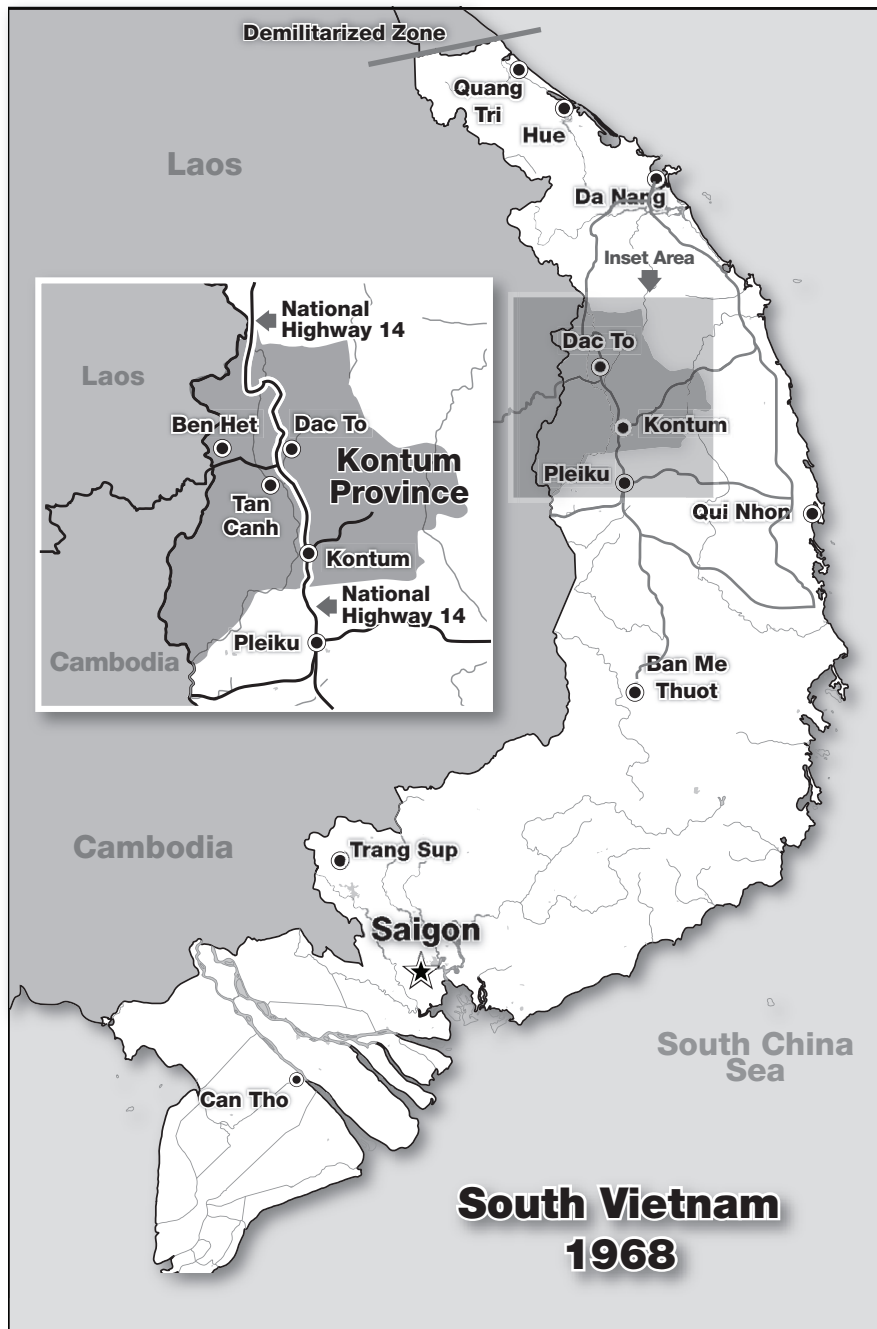 Demilitarized Zone
Quang
Tri
Hue
Laos
Da Nang
Inset Area
National
Highway 14
Laos
Ben Het
Dac To
Kontum
Province
Tan
Canh
Kontum
National
Highway 14
Pleiku
Cambodia
Dac To
Kontum
Pleiku
Qui Nhon
Ban Me
Thuot
Cambodia
Trang Sup
Saigon
South China
Sea
Can Tho
South Vietnam
1968